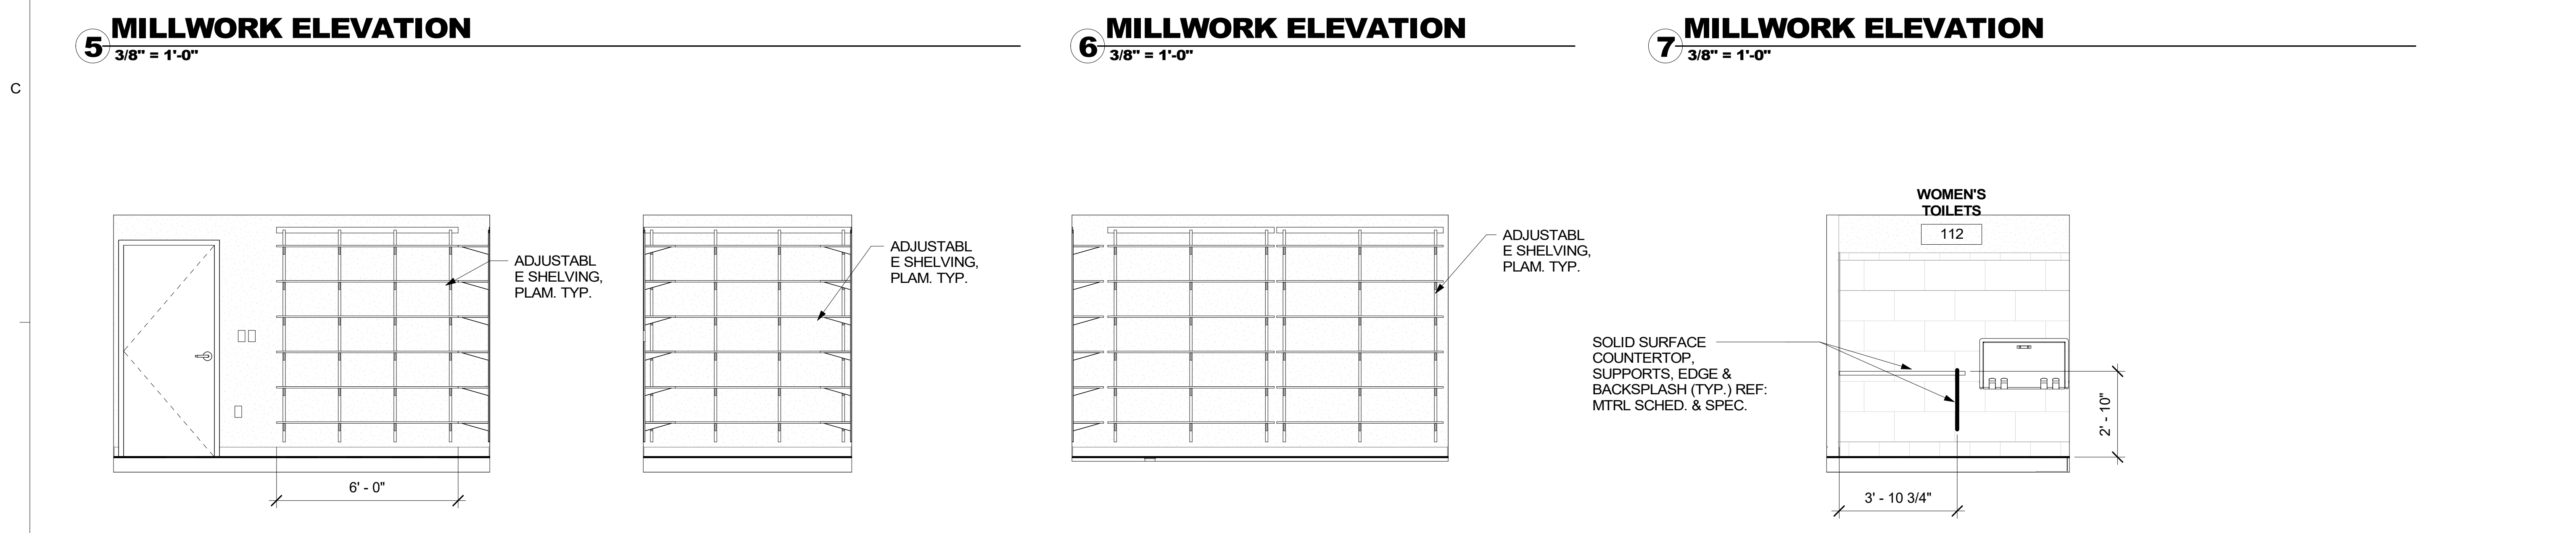 5 MILLWORK ELEVATION
3/8" = 1'-0"
6 MILLWORK ELEVATION
3/8" = 1'-0"
7 MILLWORK ELEVATION
3/8" = 1'-0"
C
ADJUSTABL
E SHELVING,
PLAM. TYP.
6' - 0"
ADJUSTABL
E SHELVING,
PLAM. TYP.
ADJUSTABL
E SHELVING,
PLAM. TYP.
WOMEN'S
TOILETS
112
SOLID SURFACE
COUNTERTOP,
SUPPORTS, EDGE &
BACKSPLASH (TYP.) REF:
MTRL SCHED. & SPEC.
2' - 10"
3' - 10 3/4"